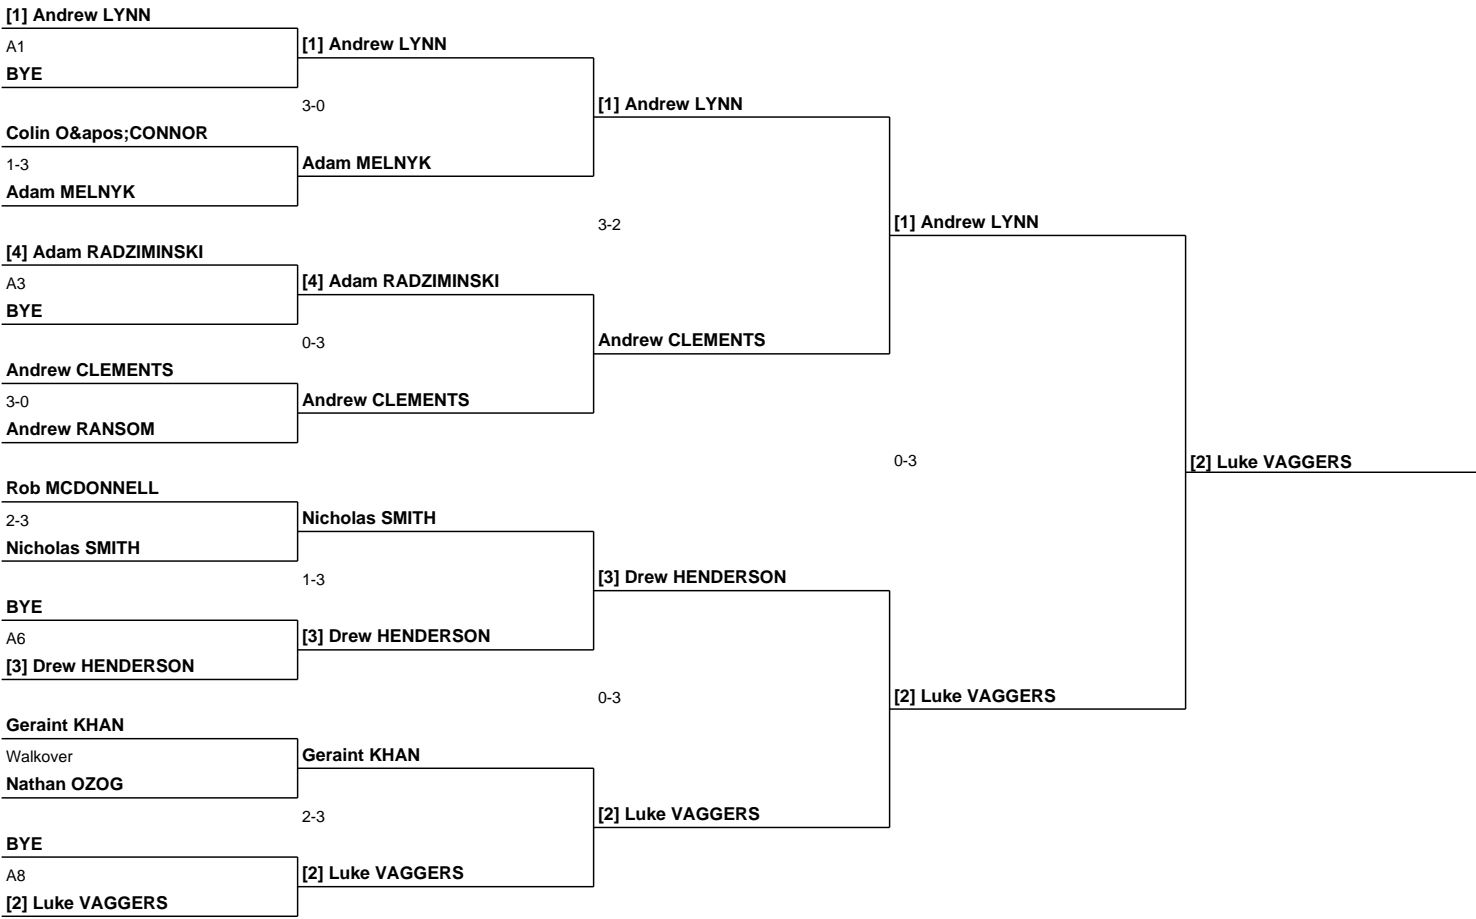 [1] Andrew LYNN
A1
BYE
Colin O&apos;CONNOR
1-3
Adam MELNYK
[4] Adam RADZIMINSKI
A3
BYE
Andrew CLEMENTS
3-0
Andrew RANSOM
Rob MCDONNELL
2-3
Nicholas SMITH
BYE
A6
[3] Drew HENDERSON
Geraint KHAN
Walkover
Nathan OZOG
BYE
A8
[2] Luke VAGGERS
[1] Andrew LYNN
3-0
Adam MELNYK
[4] Adam RADZIMINSKI
0-3
Andrew CLEMENTS
Nicholas SMITH
1-3
[3] Drew HENDERSON
Geraint KHAN
2-3
[2] Luke VAGGERS
[1] Andrew LYNN
3-2
Andrew CLEMENTS
[3] Drew HENDERSON
0-3
[2] Luke VAGGERS
[1] Andrew LYNN
0-3
[2] Luke VAGGERS
[2] Luke VAGGERS